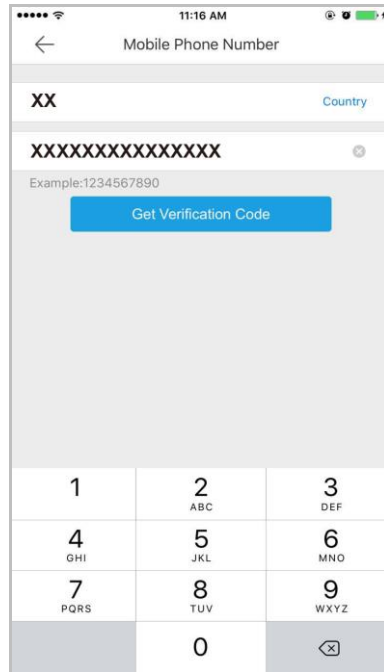 11:16 AM
Mobile Phone Number
XX Country
XXXXXXXXXXXXXXX
Example:1234567890
Get Verification Code
1 2 3
ABC DEF
4 5 6
GHI JKL MNO
7 8 9
PQRS TUV WXYZ
0